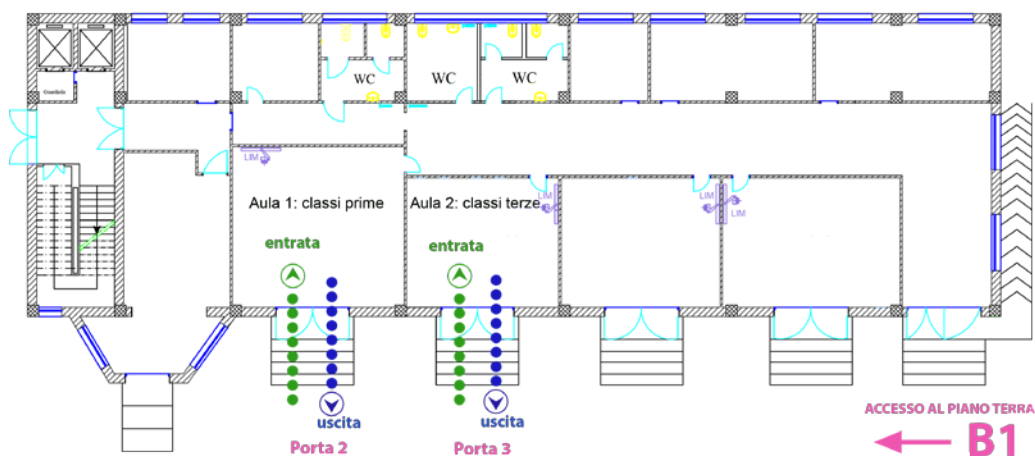 WC
WC
WC
LIM
LIM
LIM
LIM
Aula 1: classi prime
Aula 2: classi terze
entrata
entrata
uscita
uscita
Porta 2
Porta 3
ACCESSO AL PIANO TERRA
B1